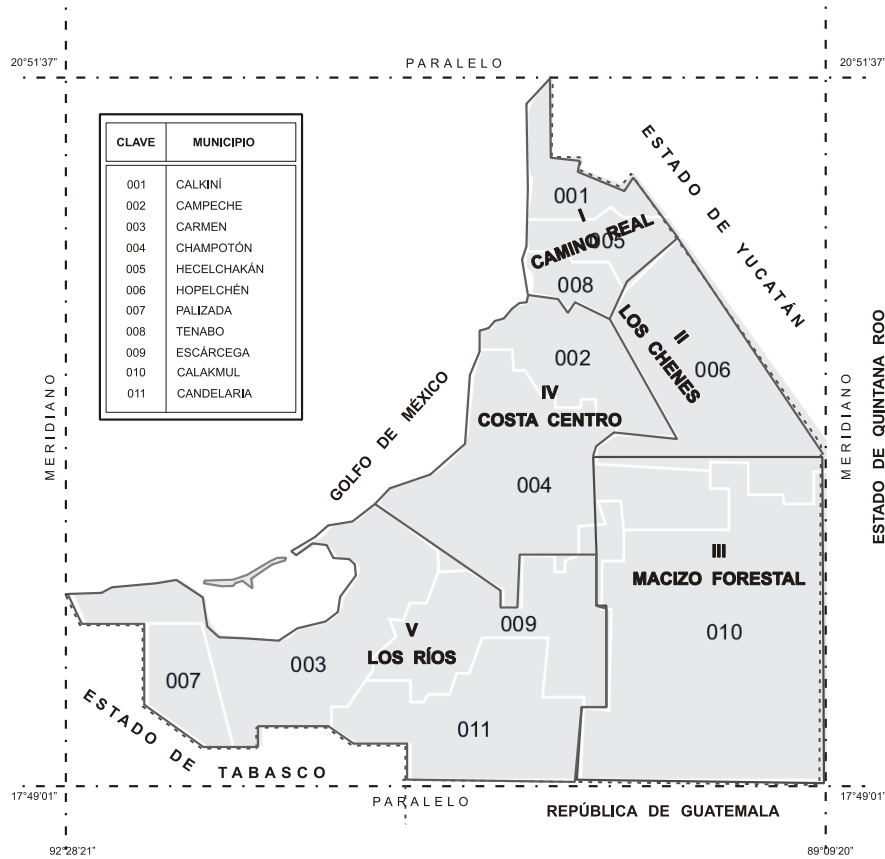 PARALELO
20°51'37"
20°51'37"
CLAVE MUNICIPIO
001 CALKINÍ
002 CAMPECHE
003 CARMEN
004 CHAMPOTÓN
005 HECELCHAKÁN
006 HOPELCHÉN
007 PALIZADA
008 TENABO
009 ESCÁRCEGA
010 CALAKMUL
011 CANDELARIA
ESTADO DE YUCATÁN
001
I
CAMINO REAL
005
008
II
LOS CHENES
006
002
IV
COSTA CENTRO
004
GOLFO DE MÉXICO
MERIDIANO
MERIDIANO
ESTADO DE QUINTANA ROO
III
MACIZO FORESTAL
010
009
V
LOS RÍOS
003
007
011
ESTADO DE
TABASCO
17°49'01"
PARALELO
17°49'01"
REPÚBLICA DE GUATEMALA
92°28'21"
89°09'20"